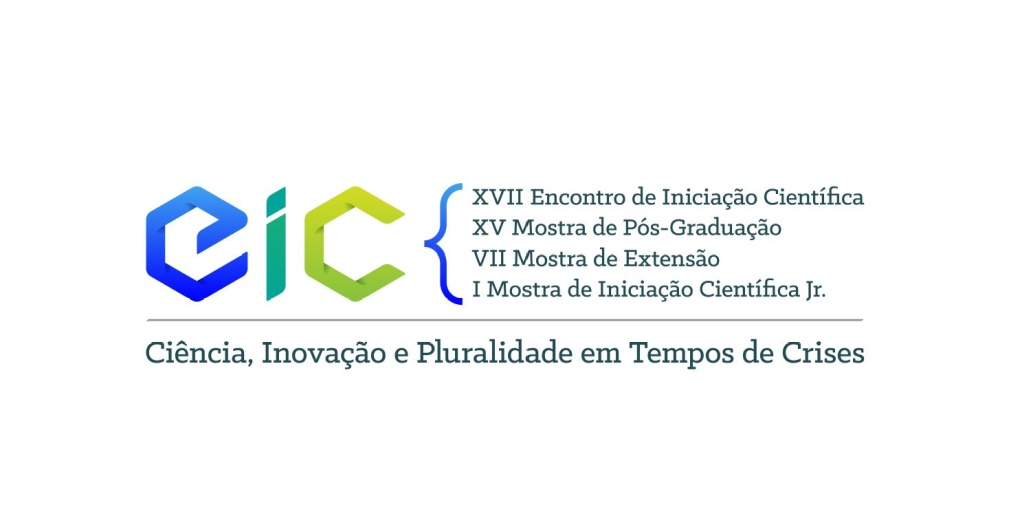 eic
XVII Encontro de Iniciação Científica
XV Mostra de Pós-Graduação
VII Mostra de Extensão
I Mostra de Iniciação Científica Jr.
Ciência, Inovação e Pluralidade em Tempos de Crises